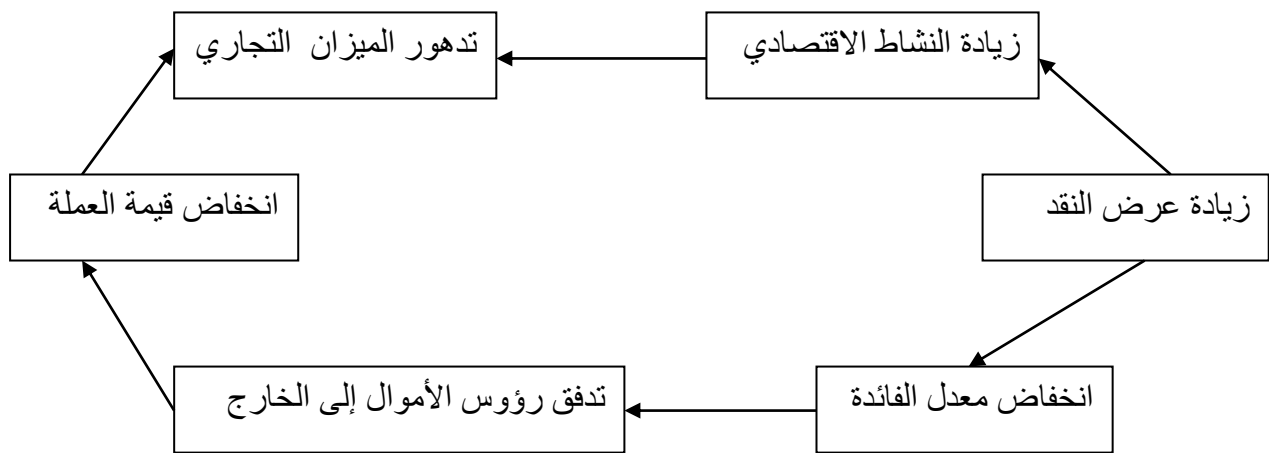 زيادة النشاط الاقتصادي
تدهور الميزان التجاري
زيادة عرض النقد
انخفاض قيمة العملة
انخفاض معدل الفائدة
تدفق رؤوس الأموال إلى الخارج